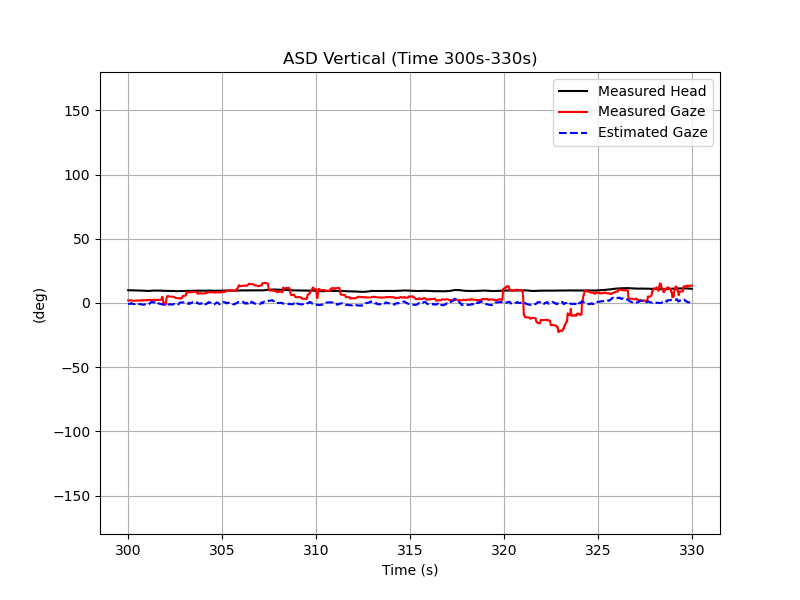 ASD Vertical (Time 300s-330s)
Measured Head
Measured Gaze
Estimated Gaze
150
100
50
0
−50
−100
−150
(deg)
300
305
310
315
320
325
330
Time (s)